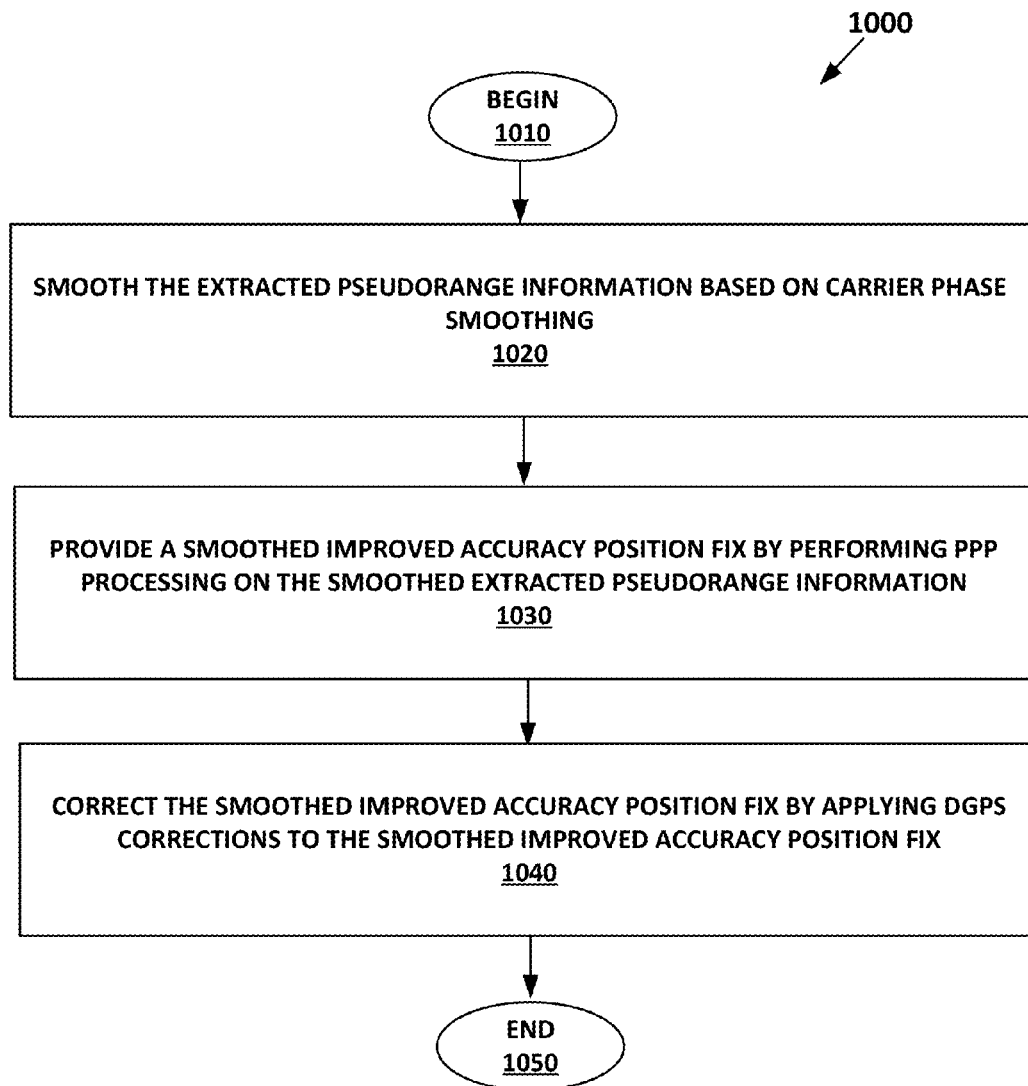 1000
BEGIN
1010
SMOOTH THE EXTRACTED PSEUDORANGE INFORMATION BASED ON CARRIER PHASE
SMOOTHING
1020
PROVIDE A SMOOTHED IMPROVED ACCURACY POSITION FIX BY PERFORMING PPP
PROCESSING ON THE SMOOTHED EXTRACTED PSEUDORANGE INFORMATION
1030
CORRECT THE SMOOTHED IMPROVED ACCURACY POSITION FIX BY APPLYING DGPS
CORRECTIONS TO THE SMOOTHED IMPROVED ACCURACY POSITION FIX
1040
END
1050